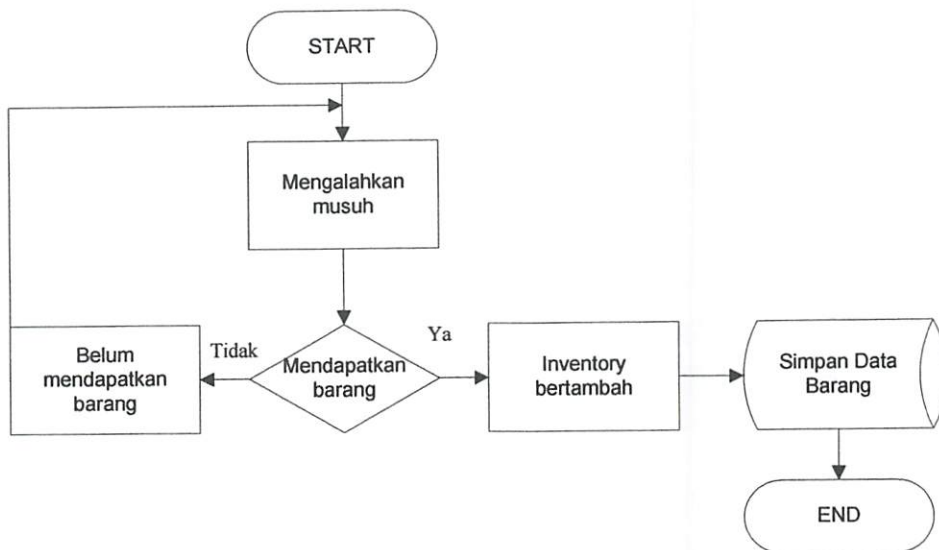 START
Mengalahkan
musuh
Belum
mendapatkan
barang
Tidak
Mendapatkan
barang
Ya
Inventory
bertambah
Simpan Data
Barang
END